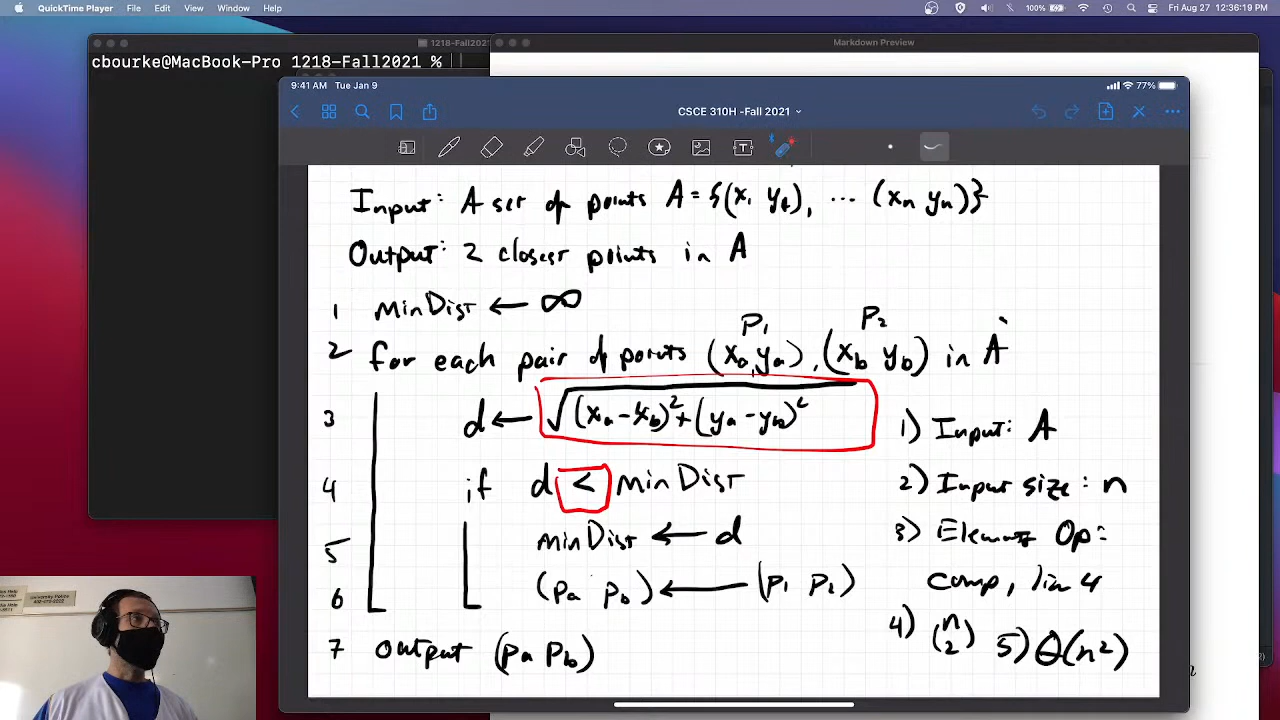 QuickTime Player File Edit View Window Help 100% Fri Aug 27 12:36:19 PM
1218-Fall2021
Markdown Preview
cbourke@MacBook-Pro 1218-Fall2021 %
9:41 AM Tue Jan 9 77%
CSCE 310H -Fall 2021
Input: A set of points A = {(x, y₁), ... (xn yn)}
Output: 2 closest points in A
1 minDist ← ∞
P1 P2
2 for each pair of points (xa, ya), (xb yb) in A
3 d ← √(xa - xb)² + (ya - yb)²
1) Input: A
4 if d < minDist
2) Input size: n
5 minDist ← d
3) Elementary Op:
comp, lin 4
6 (pa pb) ← (p1 p2)
4) (n 2) 5) Θ(n²)
7 output (pa pb)